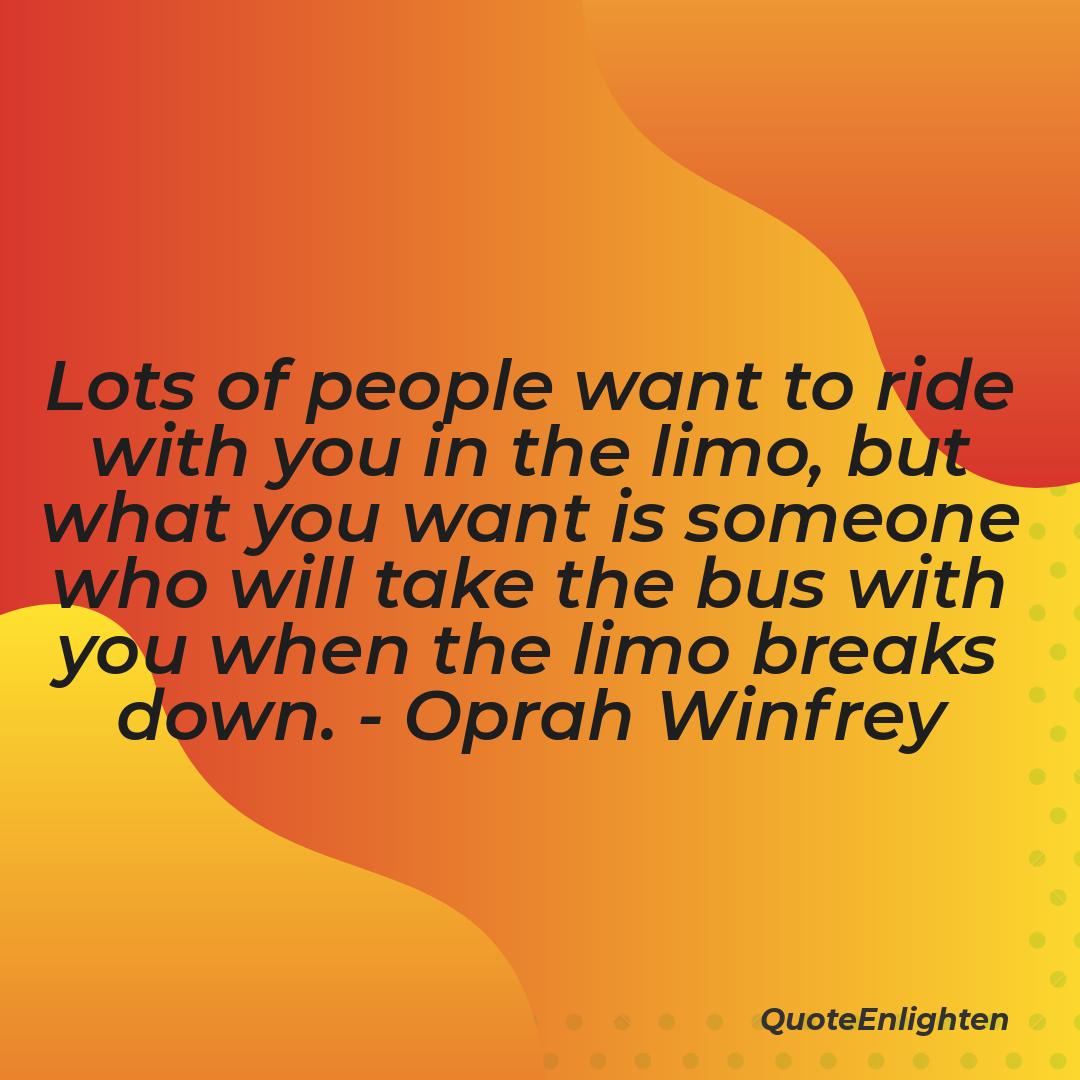 Lots of people want to ride
with you in the limo, but
what you want is someone
who will take the bus with
you when the limo breaks
down. - Oprah Winfrey
QuoteEnlighten